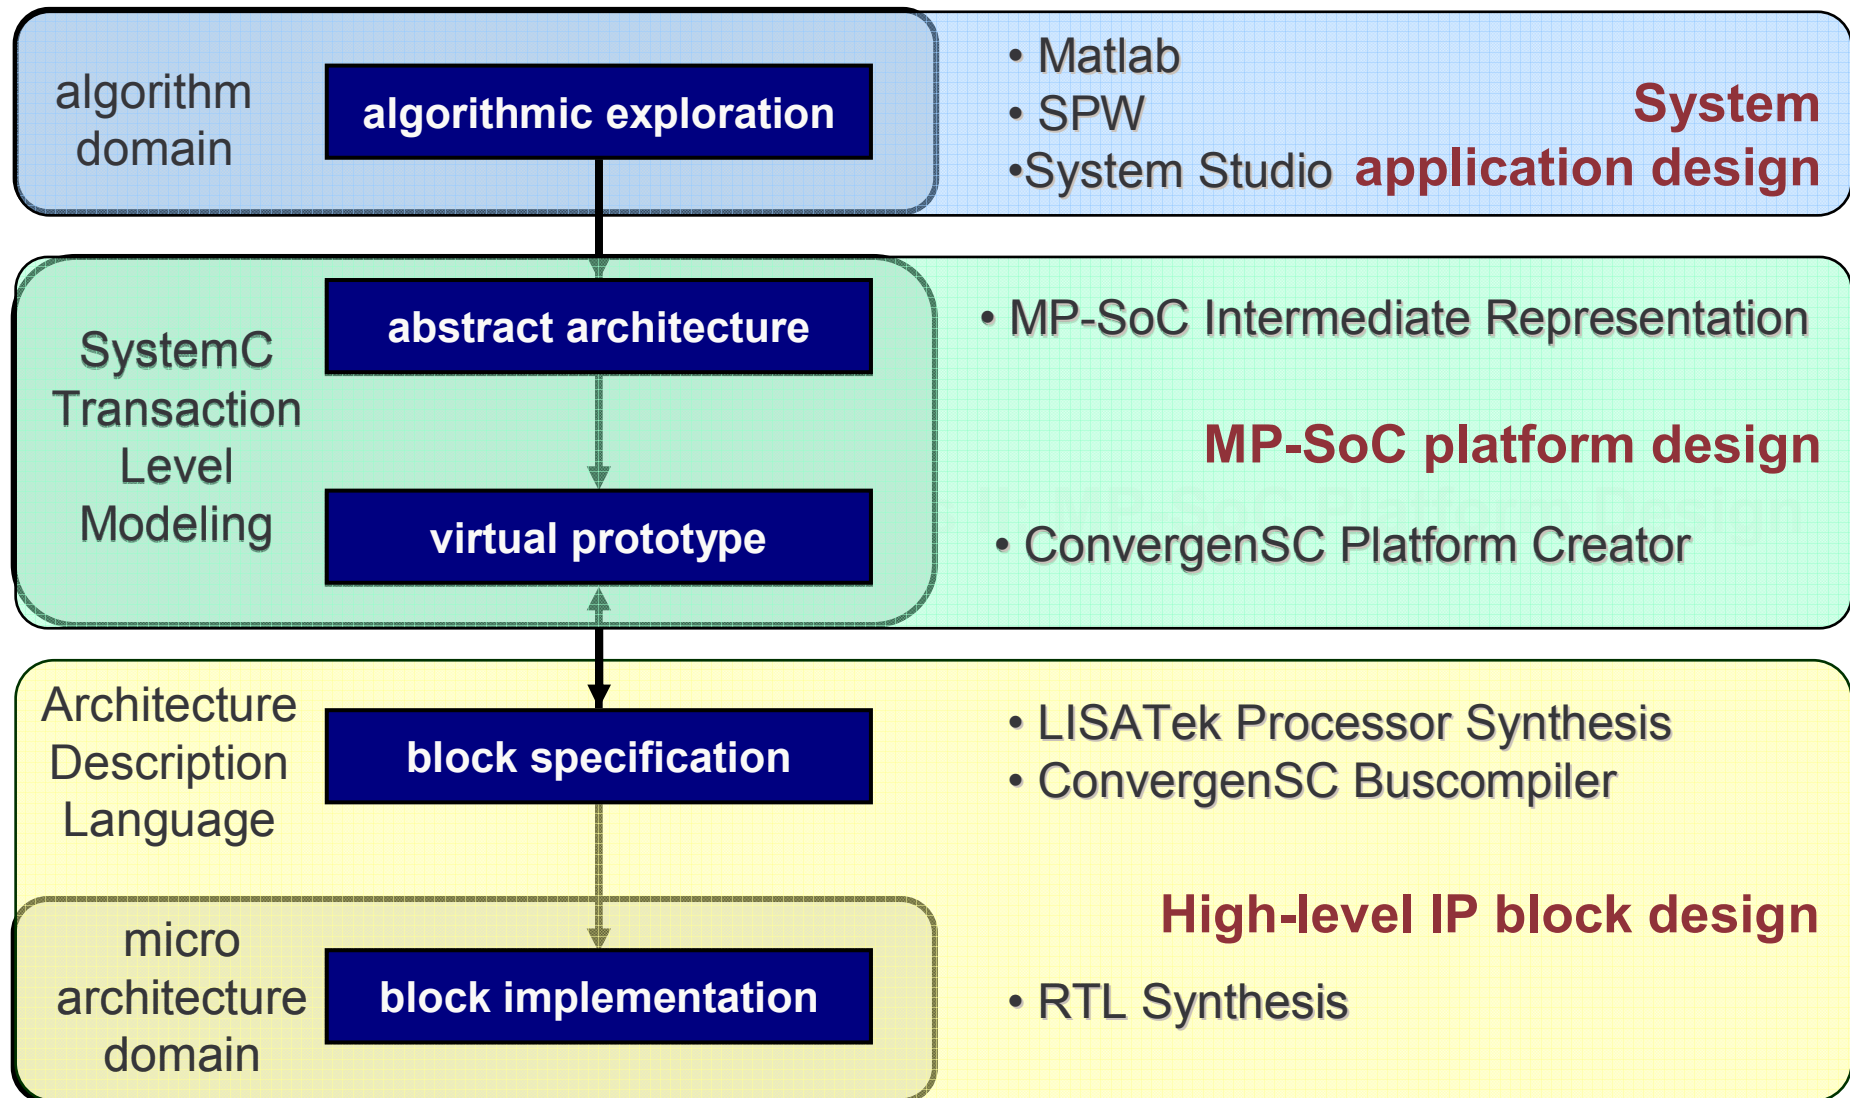 algorithm
domain
algorithmic exploration
• Matlab
• SPW
•System Studio
System
application design
SystemC
Transaction
Level
Modeling
abstract architecture
virtual prototype
• MP-SoC Intermediate Representation
MP-SoC platform design
• ConvergenSC Platform Creator
Architecture
Description
Language
block specification
• LISATek Processor Synthesis
• ConvergenSC Buscompiler
High-level IP block design
micro
architecture
domain
block implementation
• RTL Synthesis